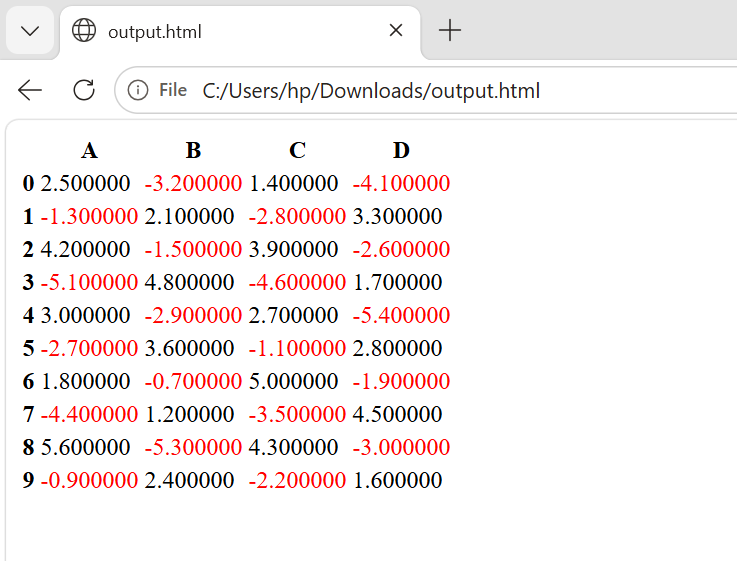 output.html
File C:/Users/hp/Downloads/output.html
A B C D
0 2.500000 -3.200000 1.400000 -4.100000
1 -1.300000 2.100000 -2.800000 3.300000
2 4.200000 -1.500000 3.900000 -2.600000
3 -5.100000 4.800000 -4.600000 1.700000
4 3.000000 -2.900000 2.700000 -5.400000
5 -2.700000 3.600000 -1.100000 2.800000
6 1.800000 -0.700000 5.000000 -1.900000
7 -4.400000 1.200000 -3.500000 4.500000
8 5.600000 -5.300000 4.300000 -3.000000
9 -0.900000 2.400000 -2.200000 1.600000